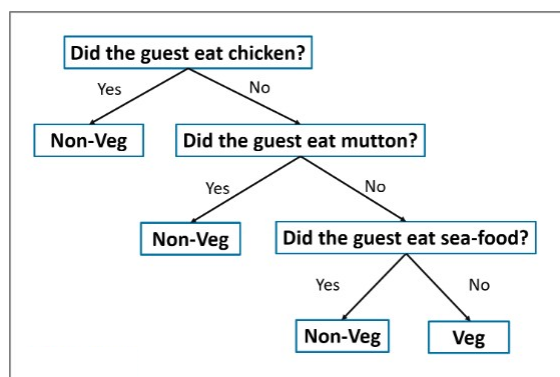 Did the guest eat chicken?
Yes
No
Non-Veg
Did the guest eat mutton?
Yes
No
Non-Veg
Did the guest eat sea-food?
Yes
No
Non-Veg
Veg